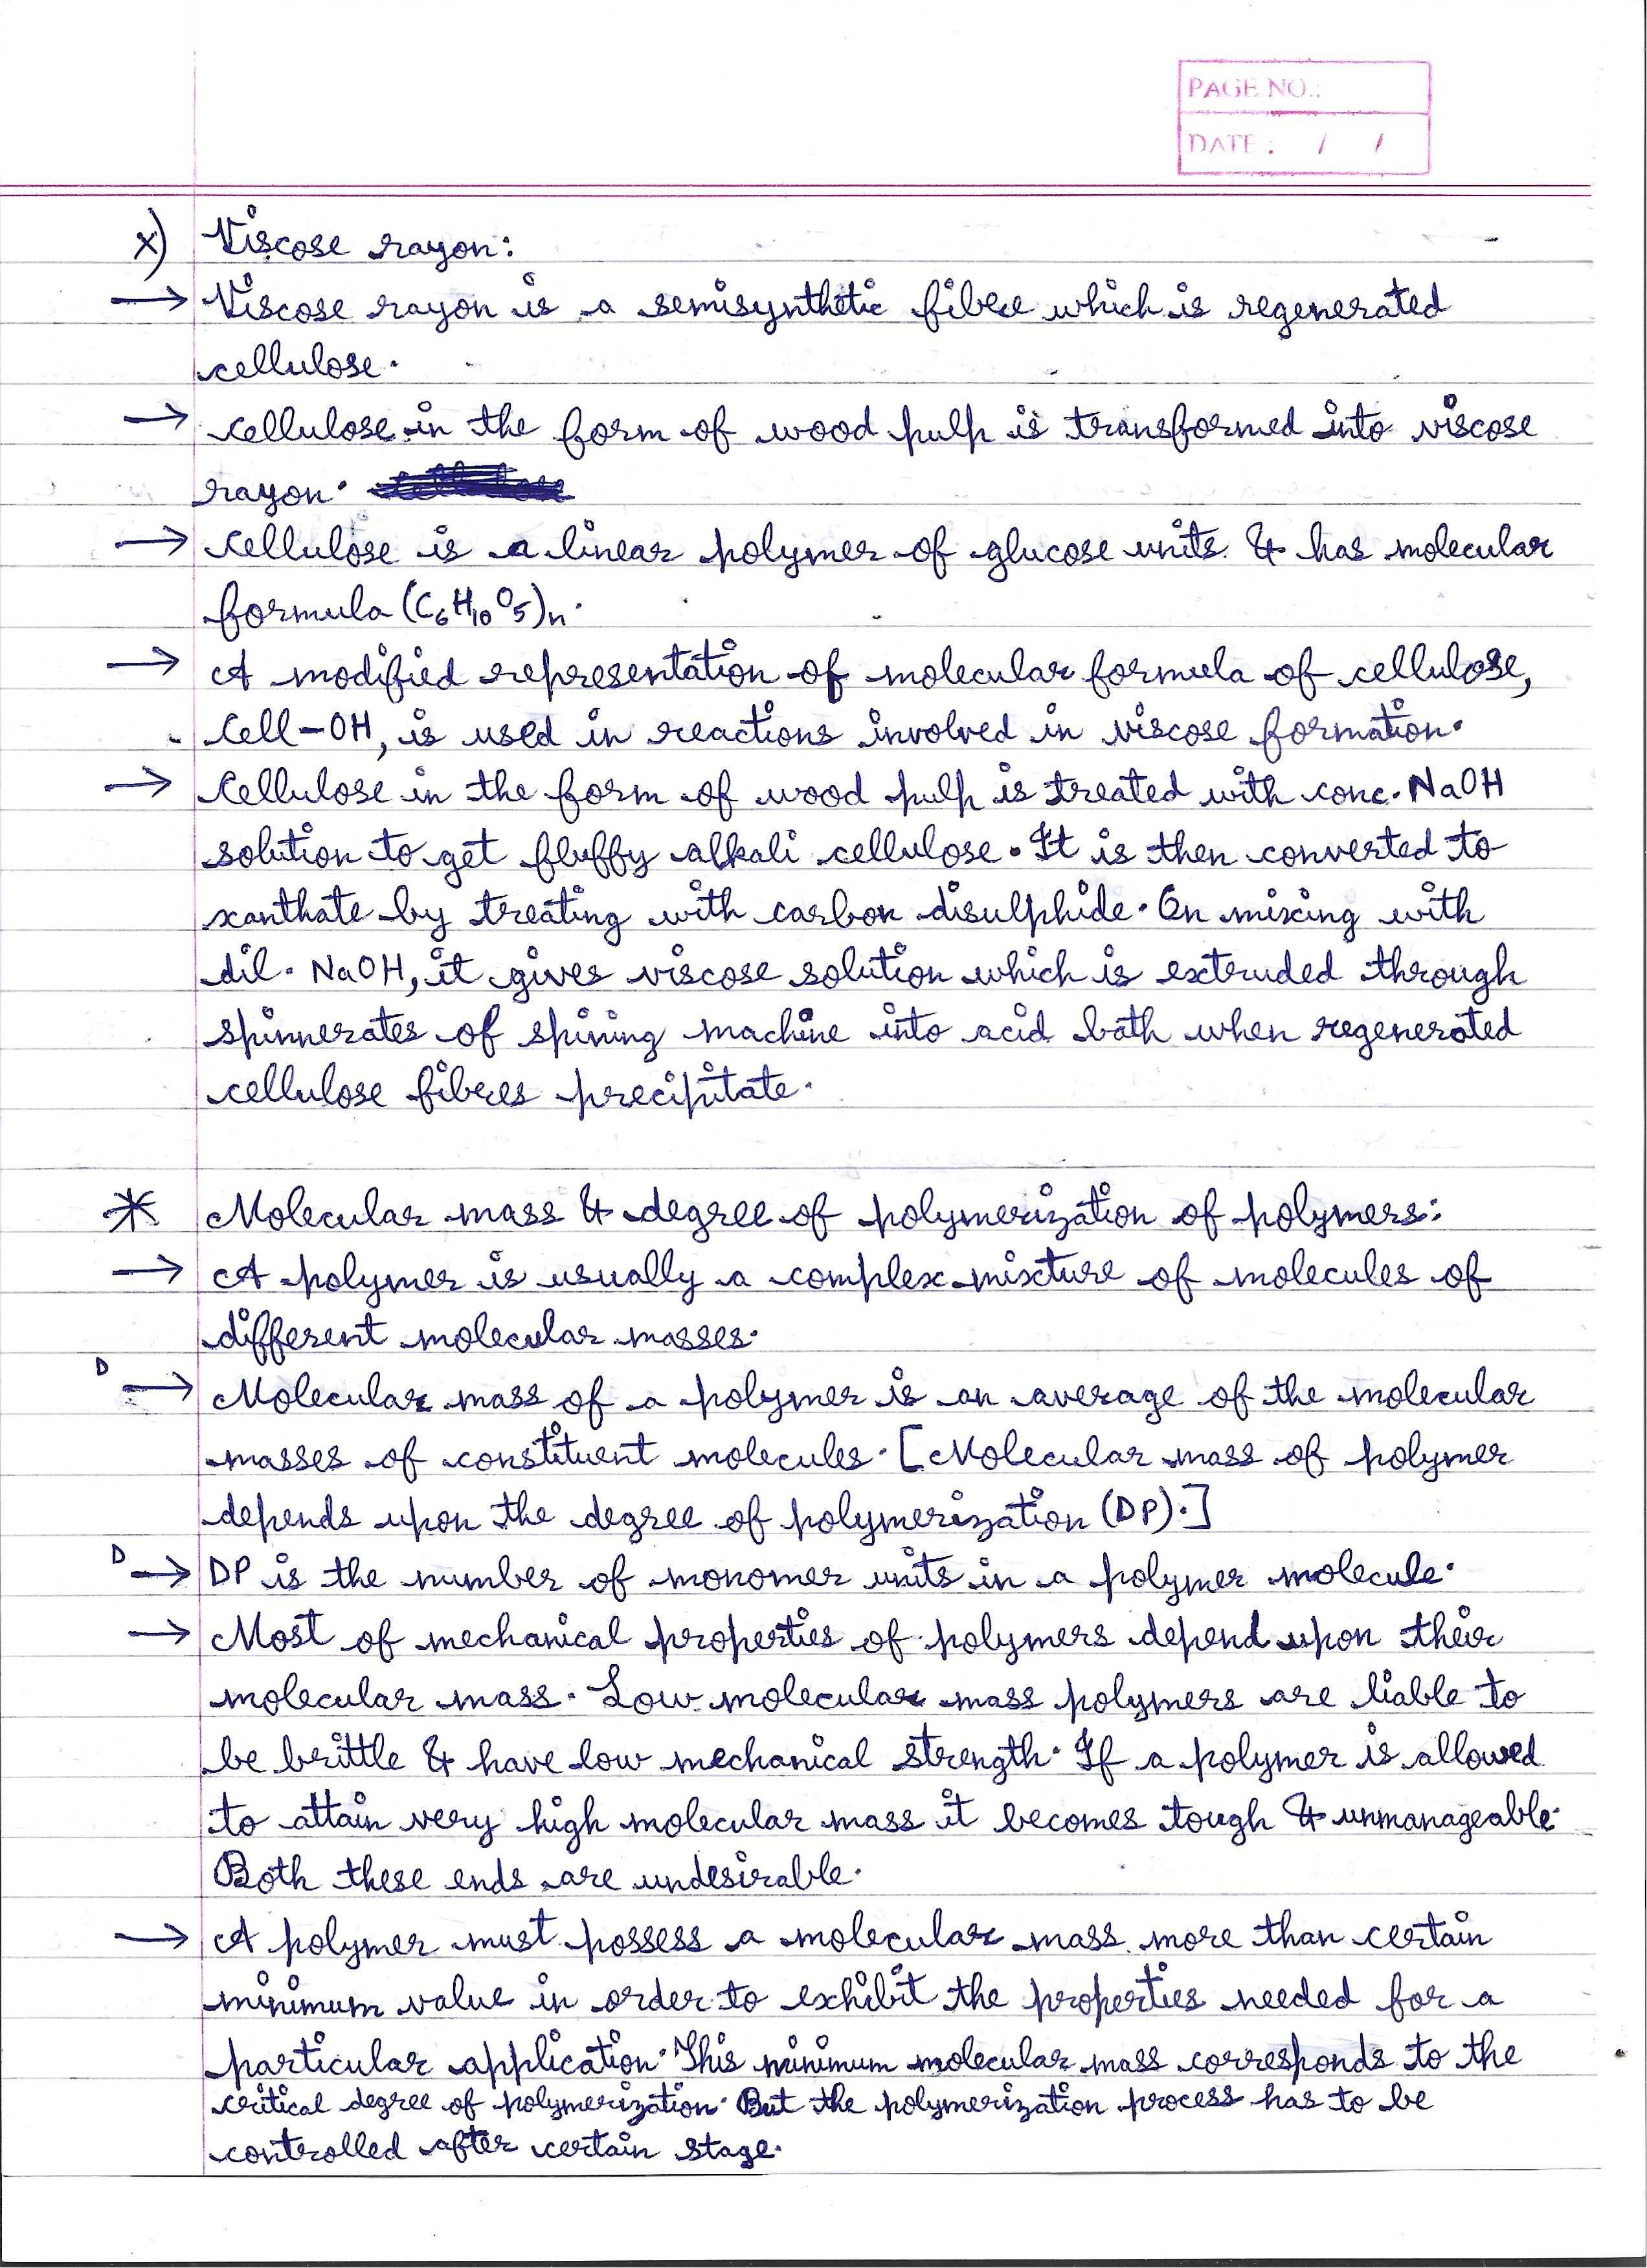 PAGE NO.:
DATE : / /
x) Viscose rayon:
→ Viscose rayon is a semisynthetic fibre which is regenerated
cellulose.
→ cellulose in the form of wood pulp is transformed into viscose
rayon.
→ Cellulose is a linear polymer of glucose units & has molecular
formula (C₆H₁₀O₅)n.
→ A modified representation of molecular formula of cellulose,
Cell-OH, is used in reactions involved in viscose formation.
→ Cellulose in the form of wood pulp is treated with conc. NaOH
solution to get fluffy alkali cellulose. It is then converted to
xanthate by treating with carbon disulphide. On mixing with
dil. NaOH, it gives viscose solution which is extruded through
spinnerates of spining machine into acid bath when regenerated
cellulose fibres precipitate.
* Molecular mass & degree of polymerization of polymers:
→ A polymer is usually a complex mixture of molecules of
different molecular masses.
D → Molecular mass of a polymer is an average of the molecular
masses of constituent molecules. [Molecular mass of polymer
depends upon the degree of polymerization (DP).]
D → DP is the number of monomer units in a polymer molecule.
→ Most of mechanical properties of polymers depend upon their
molecular mass. Low molecular mass polymers are liable to
be brittle & have low mechanical strength. If a polymer is allowed
to attain very high molecular mass it becomes tough & unmanageable.
Both these ends are undesirable.
→ A polymer must possess a molecular mass more than certain
minimum value in order to exhibit the properties needed for a
particular application. This minimum molecular mass corresponds to the
critical degree of polymerization. But the polymerization process has to be
controlled after certain stage.